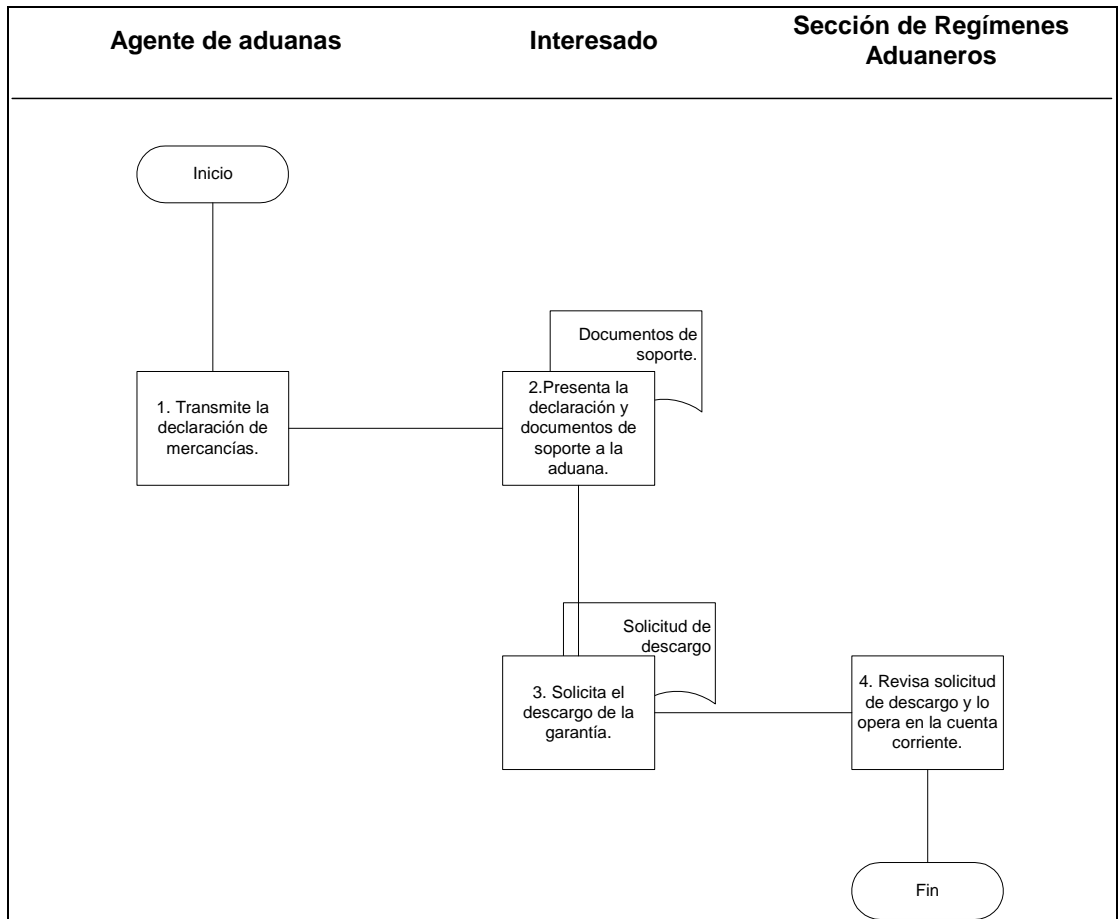 Agente de aduanas
Interesado
Sección de Regímenes
Aduaneros
Inicio
Documentos de
soporte.
1. Transmite la
declaración de
mercancías.
2.Presenta la
declaración y
documentos de
soporte a la
aduana.
Solicitud de
descargo
3. Solicita el
descargo de la
garantía.
4. Revisa solicitud
de descargo y lo
opera en la cuenta
corriente.
Fin